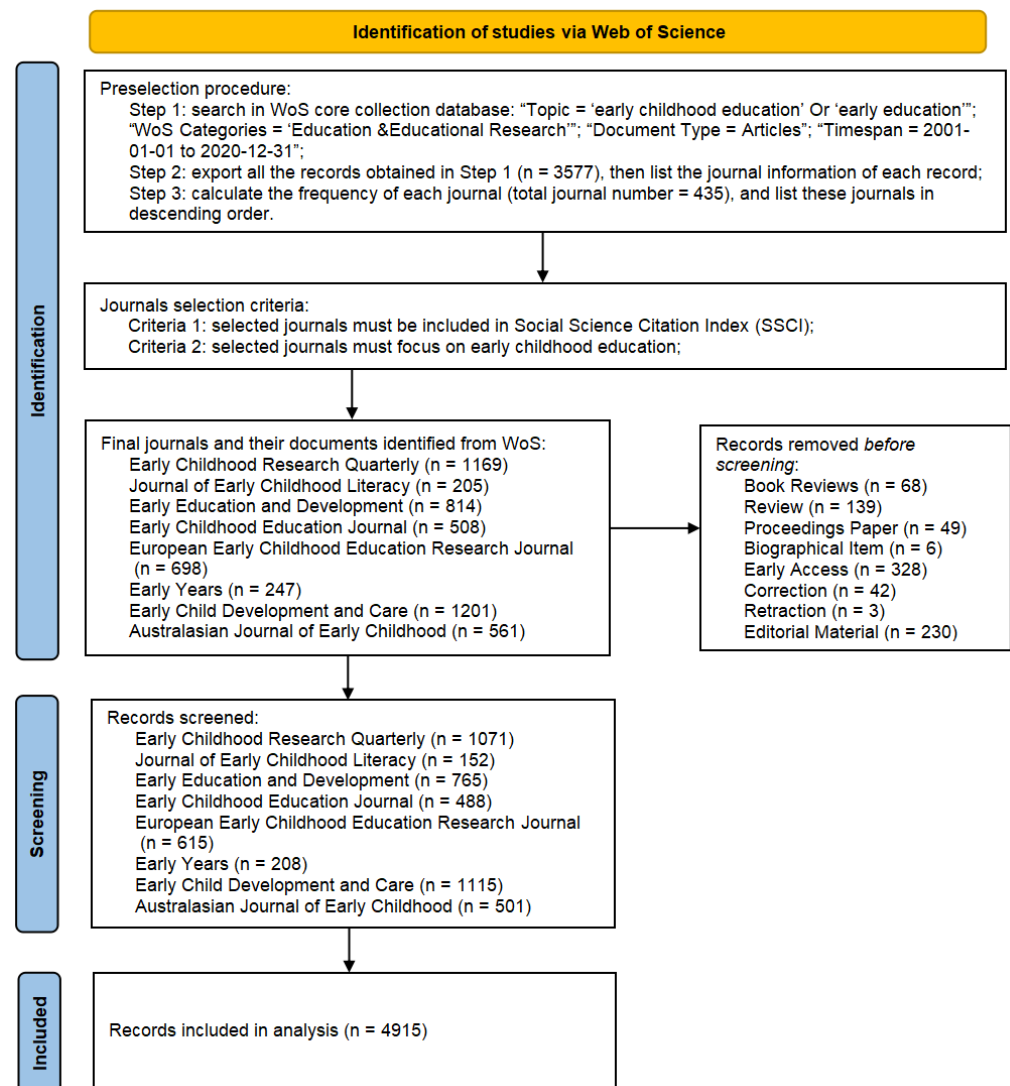 Identification of studies via Web of Science
Identification
Preselection procedure:
Step 1: search in WoS core collection database: “Topic = ‘early childhood education’ Or ‘early education’”;
“WoS Categories = ‘Education &Educational Research’”; “Document Type = Articles”; “Timespan = 2001-
01-01 to 2020-12-31”;
Step 2: export all the records obtained in Step 1 (n = 3577), then list the journal information of each record;
Step 3: calculate the frequency of each journal (total journal number = 435), and list these journals in
descending order.
Journals selection criteria:
Criteria 1: selected journals must be included in Social Science Citation Index (SSCI);
Criteria 2: selected journals must focus on early childhood education;
Final journals and their documents identified from WoS:
Early Childhood Research Quarterly (n = 1169)
Journal of Early Childhood Literacy (n = 205)
Early Education and Development (n = 814)
Early Childhood Education Journal (n = 508)
European Early Childhood Education Research Journal
(n = 698)
Early Years (n = 247)
Early Child Development and Care (n = 1201)
Australasian Journal of Early Childhood (n = 561)
Records removed before
screening:
Book Reviews (n = 68)
Review (n = 139)
Proceedings Paper (n = 49)
Biographical Item (n = 6)
Early Access (n = 328)
Correction (n = 42)
Retraction (n = 3)
Editorial Material (n = 230)
Screening
Records screened:
Early Childhood Research Quarterly (n = 1071)
Journal of Early Childhood Literacy (n = 152)
Early Education and Development (n = 765)
Early Childhood Education Journal (n = 488)
European Early Childhood Education Research Journal
(n = 615)
Early Years (n = 208)
Early Child Development and Care (n = 1115)
Australasian Journal of Early Childhood (n = 501)
Included
Records included in analysis (n = 4915)